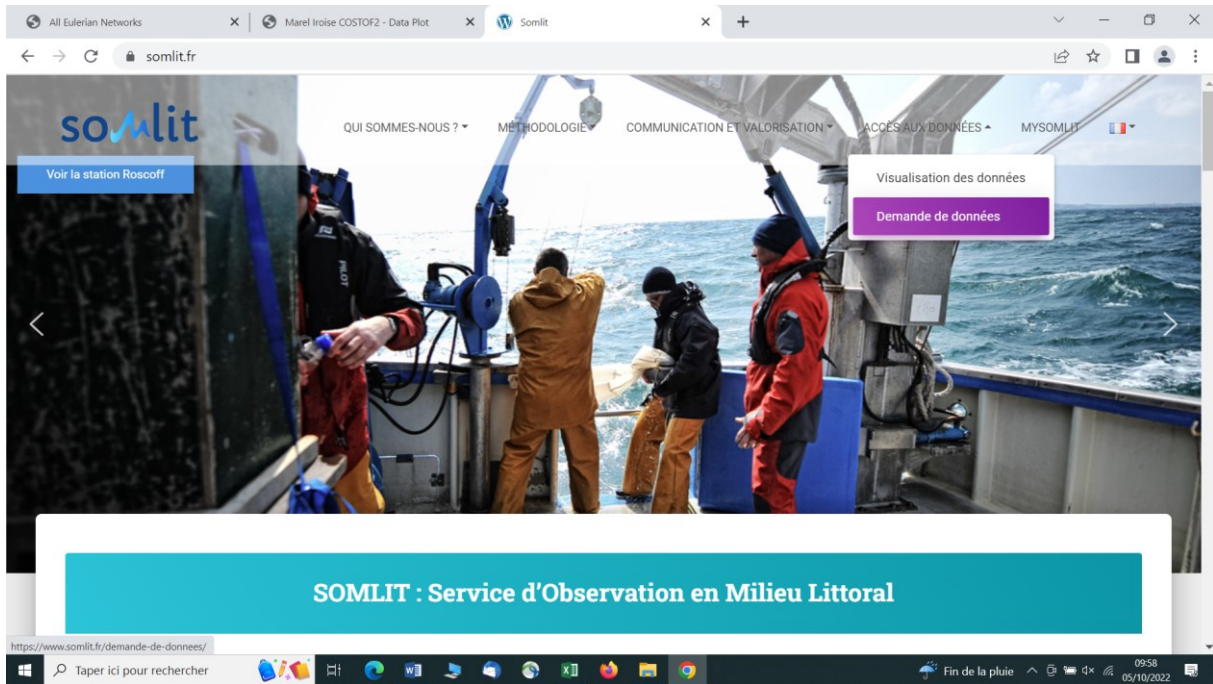 All Eulerian Networks
Marel Iroise COSTOF2 - Data Plot
Somlit
somlit.fr
somlit
QUI SOMMES-NOUS ?
MÉTHODOLOGIE
COMMUNICATION ET VALORISATION
ACCÈS AUX DONNÉES
MYSOMLIT
Voir la station Roscoff
Visualisation des données
Demande de données
PILOT
SOMLIT : Service d’Observation en Milieu Littoral
https://www.somlit.fr/demande-de-donnees/
Taper ici pour rechercher
Fin de la pluie
09:58
05/10/2022